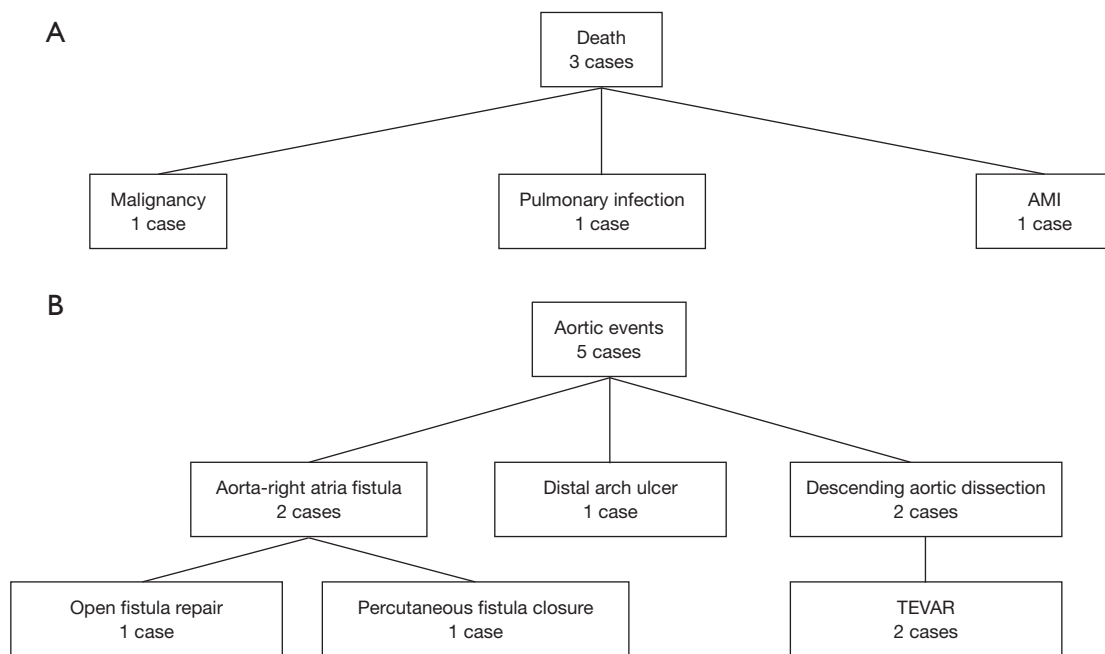 A
Death
3 cases
Malignancy
1 case
Pulmonary infection
1 case
AMI
1 case
B
Aortic events
5 cases
Aorta-right atria fistula
2 cases
Distal arch ulcer
1 case
Descending aortic dissection
2 cases
Open fistula repair
1 case
Percutaneous fistula closure
1 case
TEVAR
2 cases